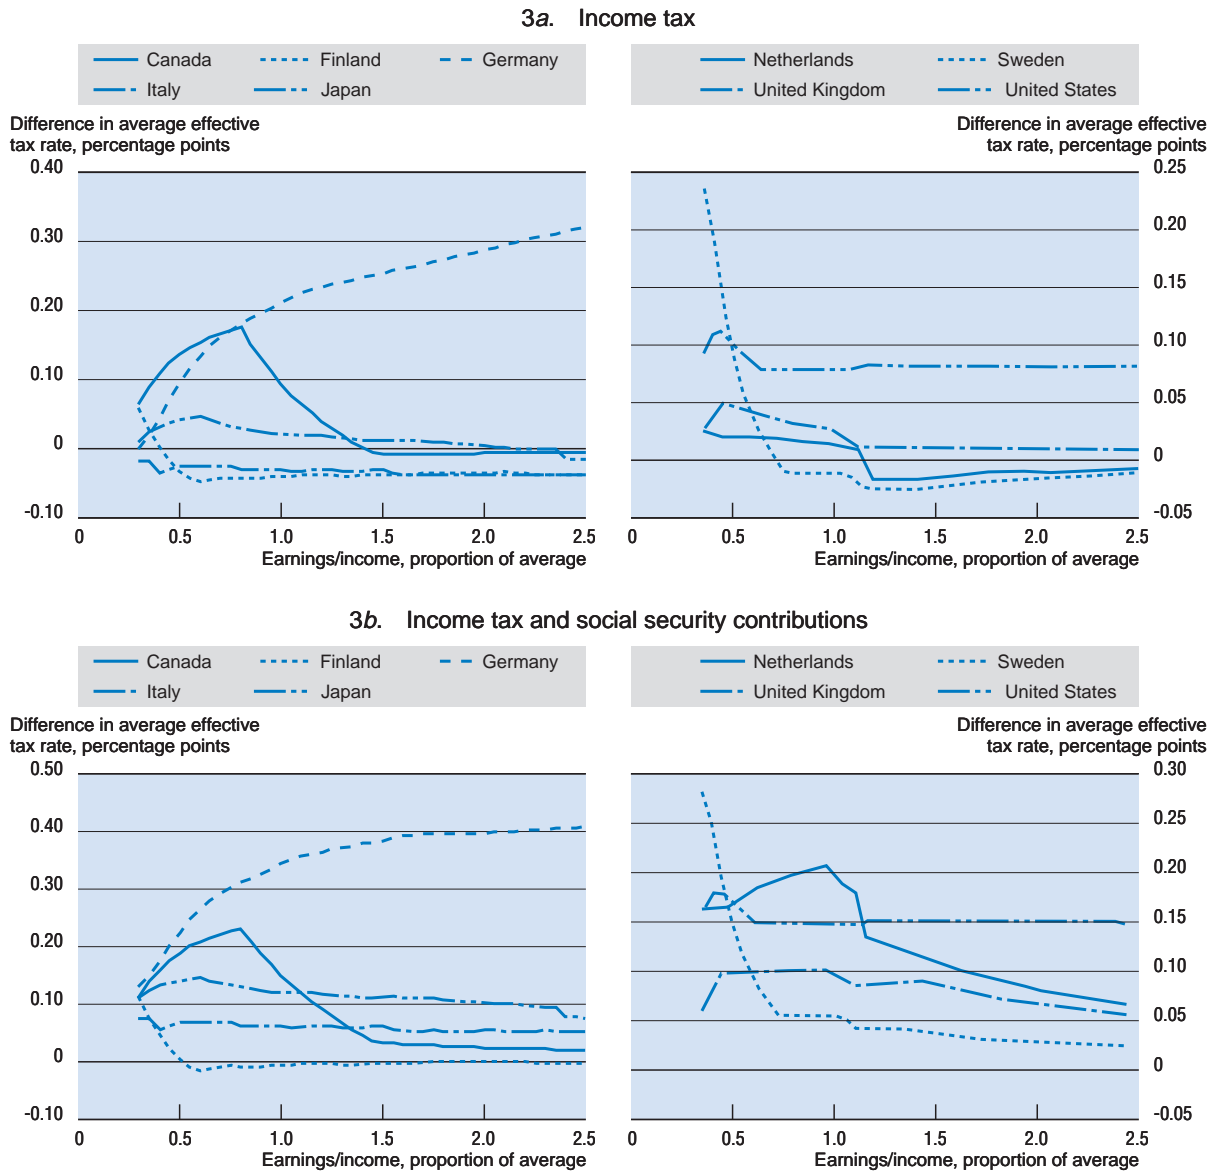 3a. Income tax
Canada Finland Germany
Italy Japan
Netherlands Sweden
United Kingdom United States
Difference in average effective
tax rate, percentage points
0.40
0.30
0.20
0.10
0
-0.10
0 0.5 1.0 1.5 2.0 2.5
Earnings/income, proportion of average
Difference in average effective
tax rate, percentage points
0.25
0.20
0.15
0.10
0.05
0
-0.05
0 0.5 1.0 1.5 2.0 2.5
Earnings/income, proportion of average
3b. Income tax and social security contributions
Canada Finland Germany
Italy Japan
Netherlands Sweden
United Kingdom United States
Difference in average effective
tax rate, percentage points
0.50
0.40
0.30
0.20
0.10
0
-0.10
0 0.5 1.0 1.5 2.0 2.5
Earnings/income, proportion of average
Difference in average effective
tax rate, percentage points
0.30
0.25
0.20
0.15
0.10
0.05
0
-0.05
0 0.5 1.0 1.5 2.0 2.5
Earnings/income, proportion of average